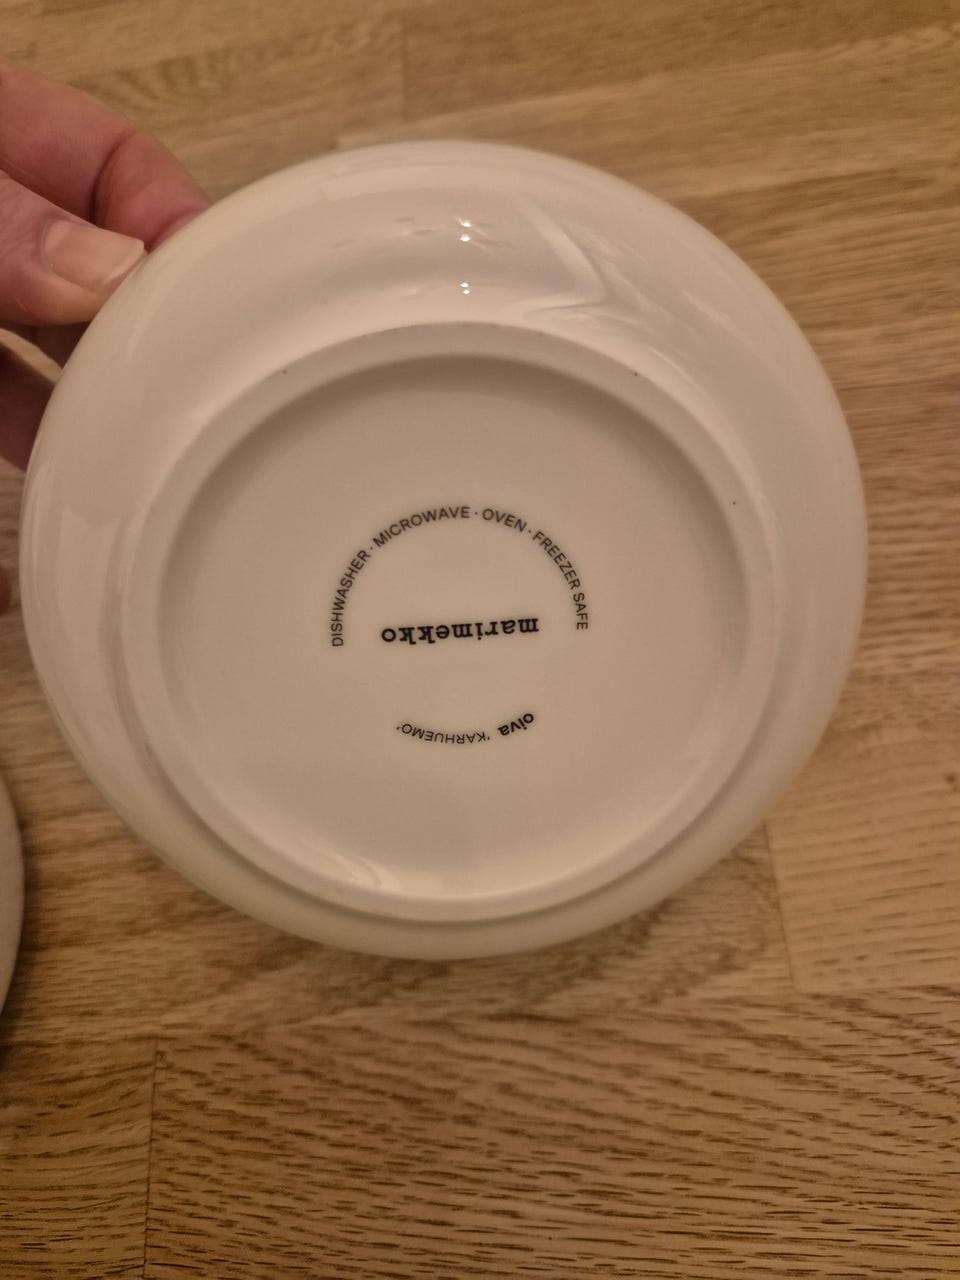 DISHWASHER · MICROWAVE · OVEN · FREEZER SAFE
marimekko
oiva 'KARHUEMO'